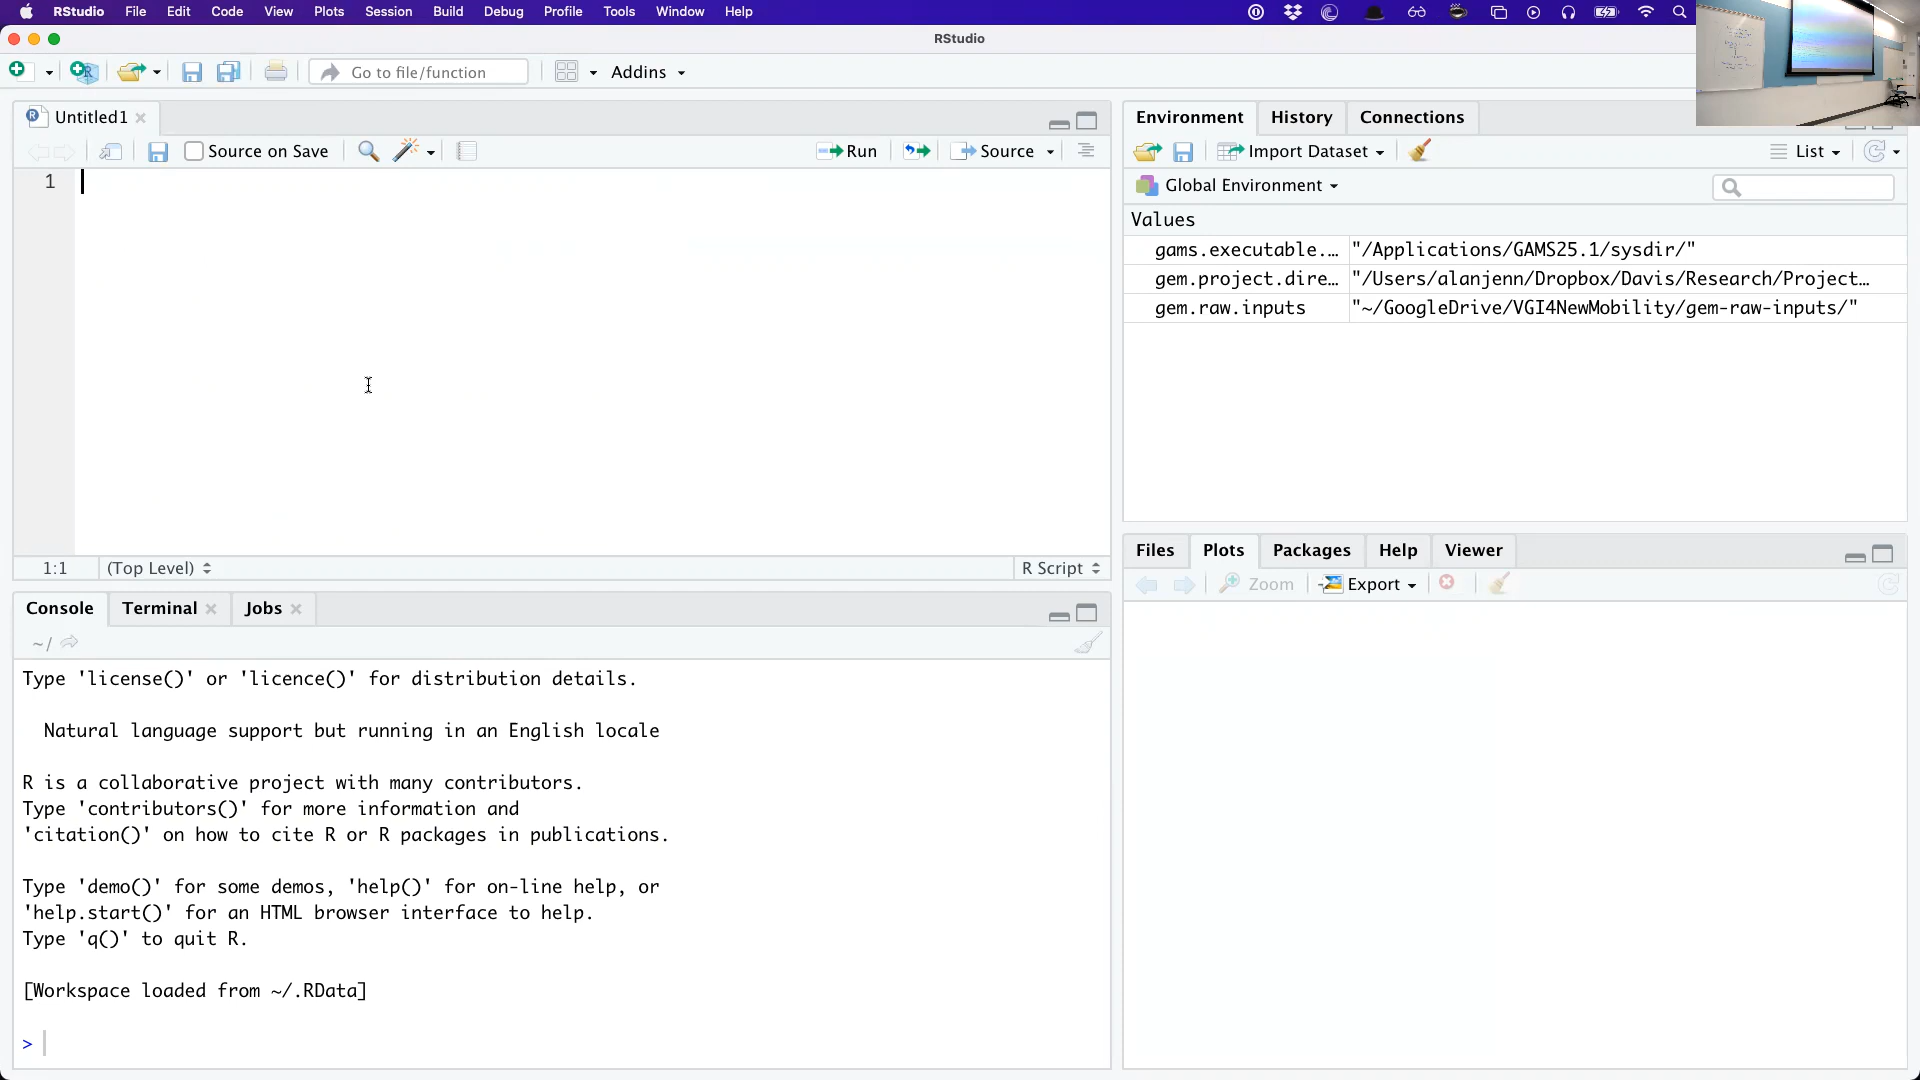 RStudio File Edit Code View Plots Session Build Debug Profile Tools Window Help
RStudio
Go to file/function Addins
Untitled1
Source on Save Run Source
1
1:1 (Top Level) R Script
Console Terminal Jobs
~/
Type 'license()' or 'licence()' for distribution details.
Natural language support but running in an English locale
R is a collaborative project with many contributors.
Type 'contributors()' for more information and
'citation()' on how to cite R or R packages in publications.
Type 'demo()' for some demos, 'help()' for on-line help, or
'help.start()' for an HTML browser interface to help.
Type 'q()' to quit R.
[Workspace loaded from ~/.RData]
>
Environment History Connections
Import Dataset List
Global Environment
Values
gams.executable.… "/Applications/GAMS25.1/sysdir/"
gem.project.dire… "/Users/alanjenn/Dropbox/Davis/Research/Project…
gem.raw.inputs "~/GoogleDrive/VGI4NewMobility/gem-raw-inputs/"
Files Plots Packages Help Viewer
Zoom Export